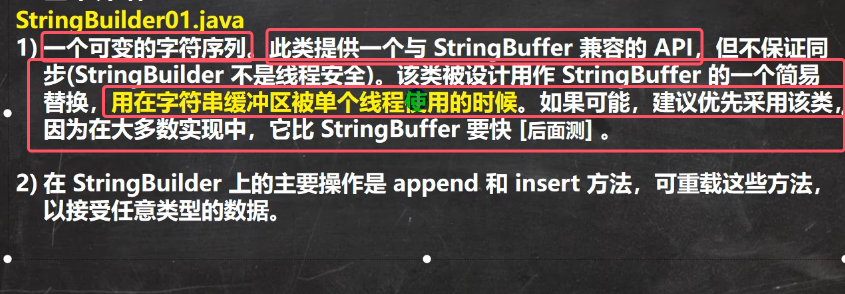 StringBuilder01.java
1) 一个可变的字符序列。此类提供一个与 StringBuffer 兼容的 API，但不保证同
步(StringBuilder 不是线程安全)。该类被设计用作 StringBuffer 的一个简易
替换，用在字符串缓冲区被单个线程使用的时候。如果可能，建议优先采用该类，
因为在大多数实现中，它比 StringBuffer 要快 [后面测] 。
2) 在 StringBuilder 上的主要操作是 append 和 insert 方法，可重载这些方法，
以接受任意类型的数据。